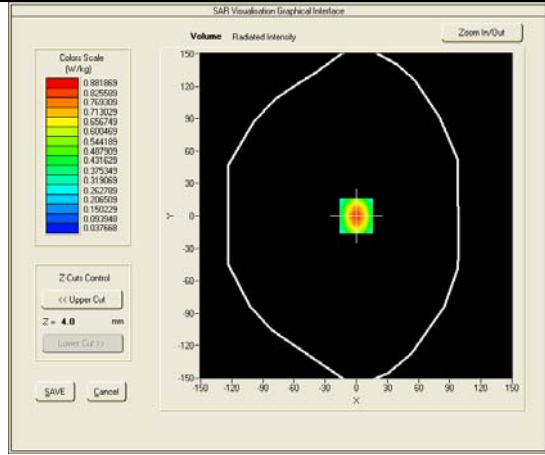 SAR Visualisation Graphical Interface
Volume Radiated Intensity
Zoom In/Out
Colors Scale
(W/kg)
0.881869
0.825589
0.769309
0.713029
0.656749
0.600469
0.544189
0.487909
0.431629
0.375349
0.319069
0.262789
0.206509
0.150229
0.093948
0.037668
Z Cuts Control
<< Upper Cut
Z = 4.0 mm
Lower Cut >>
SAVE Cancel
150
120
90
60
30
0
-30
-60
-90
-120
-150
Y
-150 -120 -90 -60 -30 0 30 60 90 120 150
X